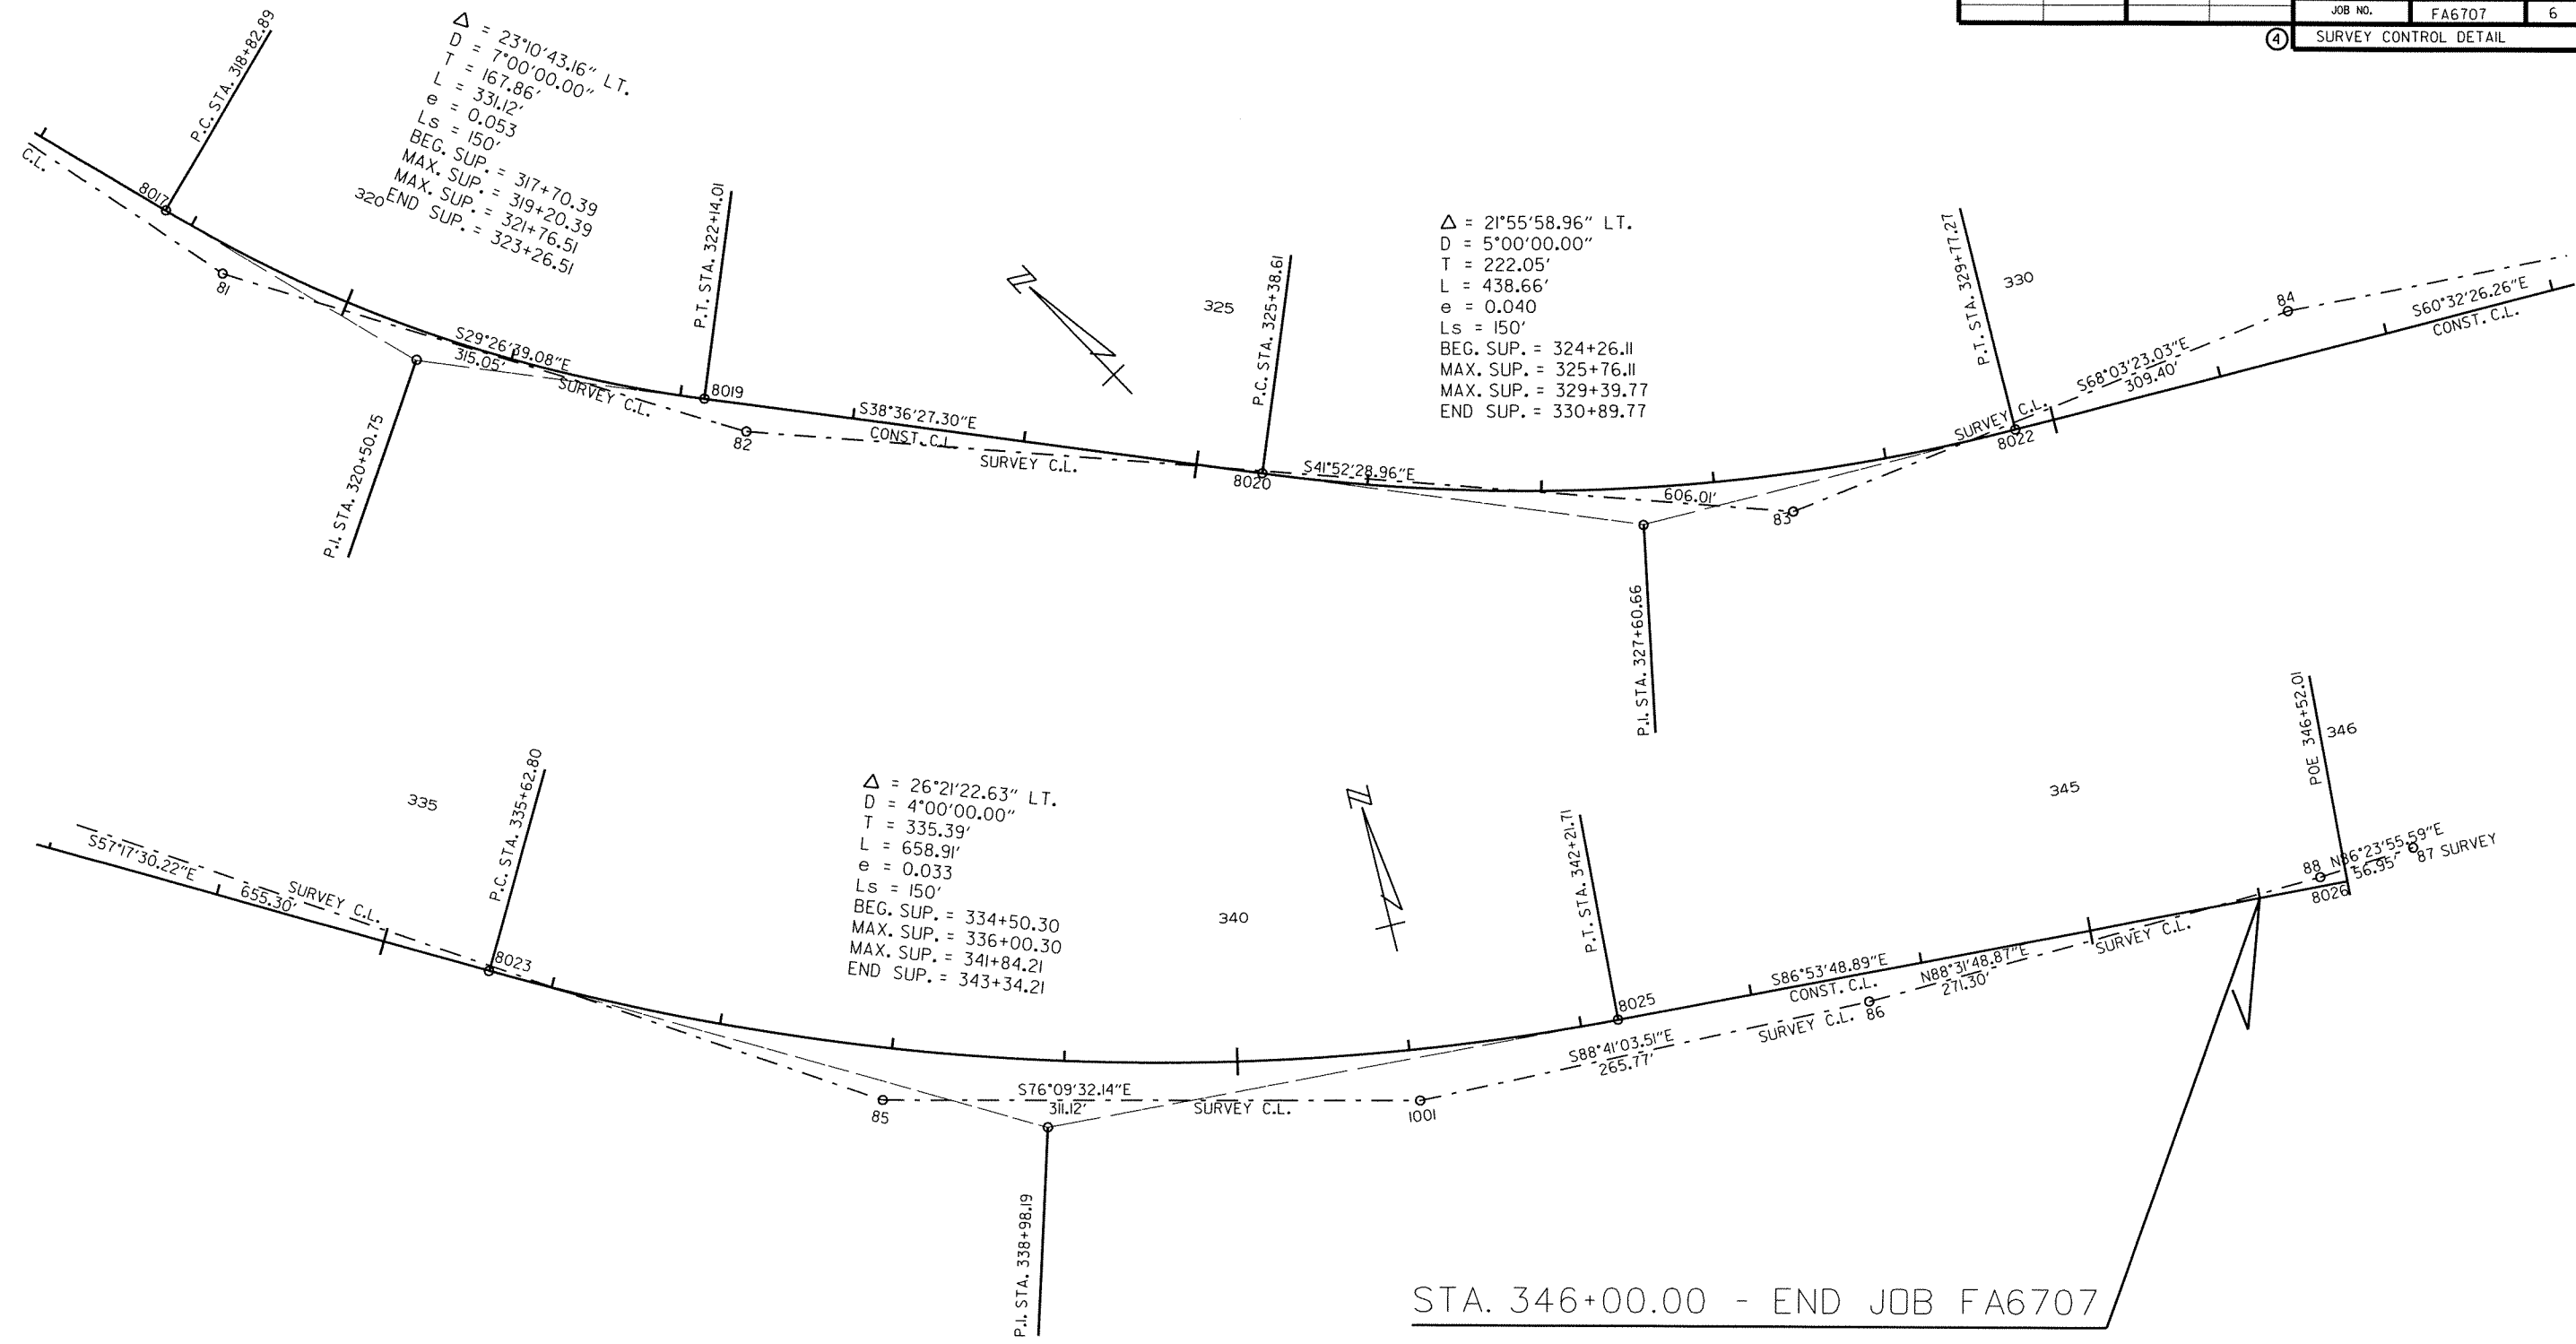 JOB NO. FA6707 6
④ SURVEY CONTROL DETAIL
P.C. STA. 318+82.89
Δ = 23°10'43.16" LT.
D = 7°00'00.00"
T = 167.86'
L = 331.12'
e = 0.053
Ls = 150'
BEG. SUP. = 317+70.39
MAX. SUP. = 319+20.39
MAX. SUP. = 321+76.51
END SUP. = 323+26.51
320
C.L.
8017
81
P.I. STA. 320+50.75
S29°26'39.08"E
315.05'
SURVEY C.L.
P.T. STA. 322+14.01
8019
82
S38°36'27.30"E
CONST. C.L.
SURVEY C.L.
N
325
P.C. STA. 325+38.61
8020
S41°52'28.96"E
606.01'
Δ = 21°55'58.96" LT.
D = 5°00'00.00"
T = 222.05'
L = 438.66'
e = 0.040
Ls = 150'
BEG. SUP. = 324+26.11
MAX. SUP. = 325+76.11
MAX. SUP. = 329+39.77
END SUP. = 330+89.77
P.I. STA. 327+60.66
83
P.T. STA. 329+77.27
330
SURVEY C.L.
8022
S68°03'23.03"E
309.40'
84
S60°32'26.26"E
CONST. C.L.
S57°17'30.22"E
655.30'
SURVEY C.L.
335
P.C. STA. 335+62.80
8023
Δ = 26°21'22.63" LT.
D = 4°00'00.00"
T = 335.39'
L = 658.91'
e = 0.033
Ls = 150'
BEG. SUP. = 334+50.30
MAX. SUP. = 336+00.30
MAX. SUP. = 341+84.21
END SUP. = 343+34.21
85
S76°09'32.14"E
311.12'
SURVEY C.L.
P.I. STA. 338+98.19
340
N
1001
P.T. STA. 342+21.71
8025
S88°41'03.51"E
265.77'
SURVEY C.L.
86
S86°53'48.89"E
CONST. C.L.
N88°31'48.87"E
271.30'
SURVEY C.L.
345
POE 346+52.01
346
88
N86°23'55.59"E
56.95'
87 SURVEY
8026
STA. 346+00.00 - END JOB FA6707